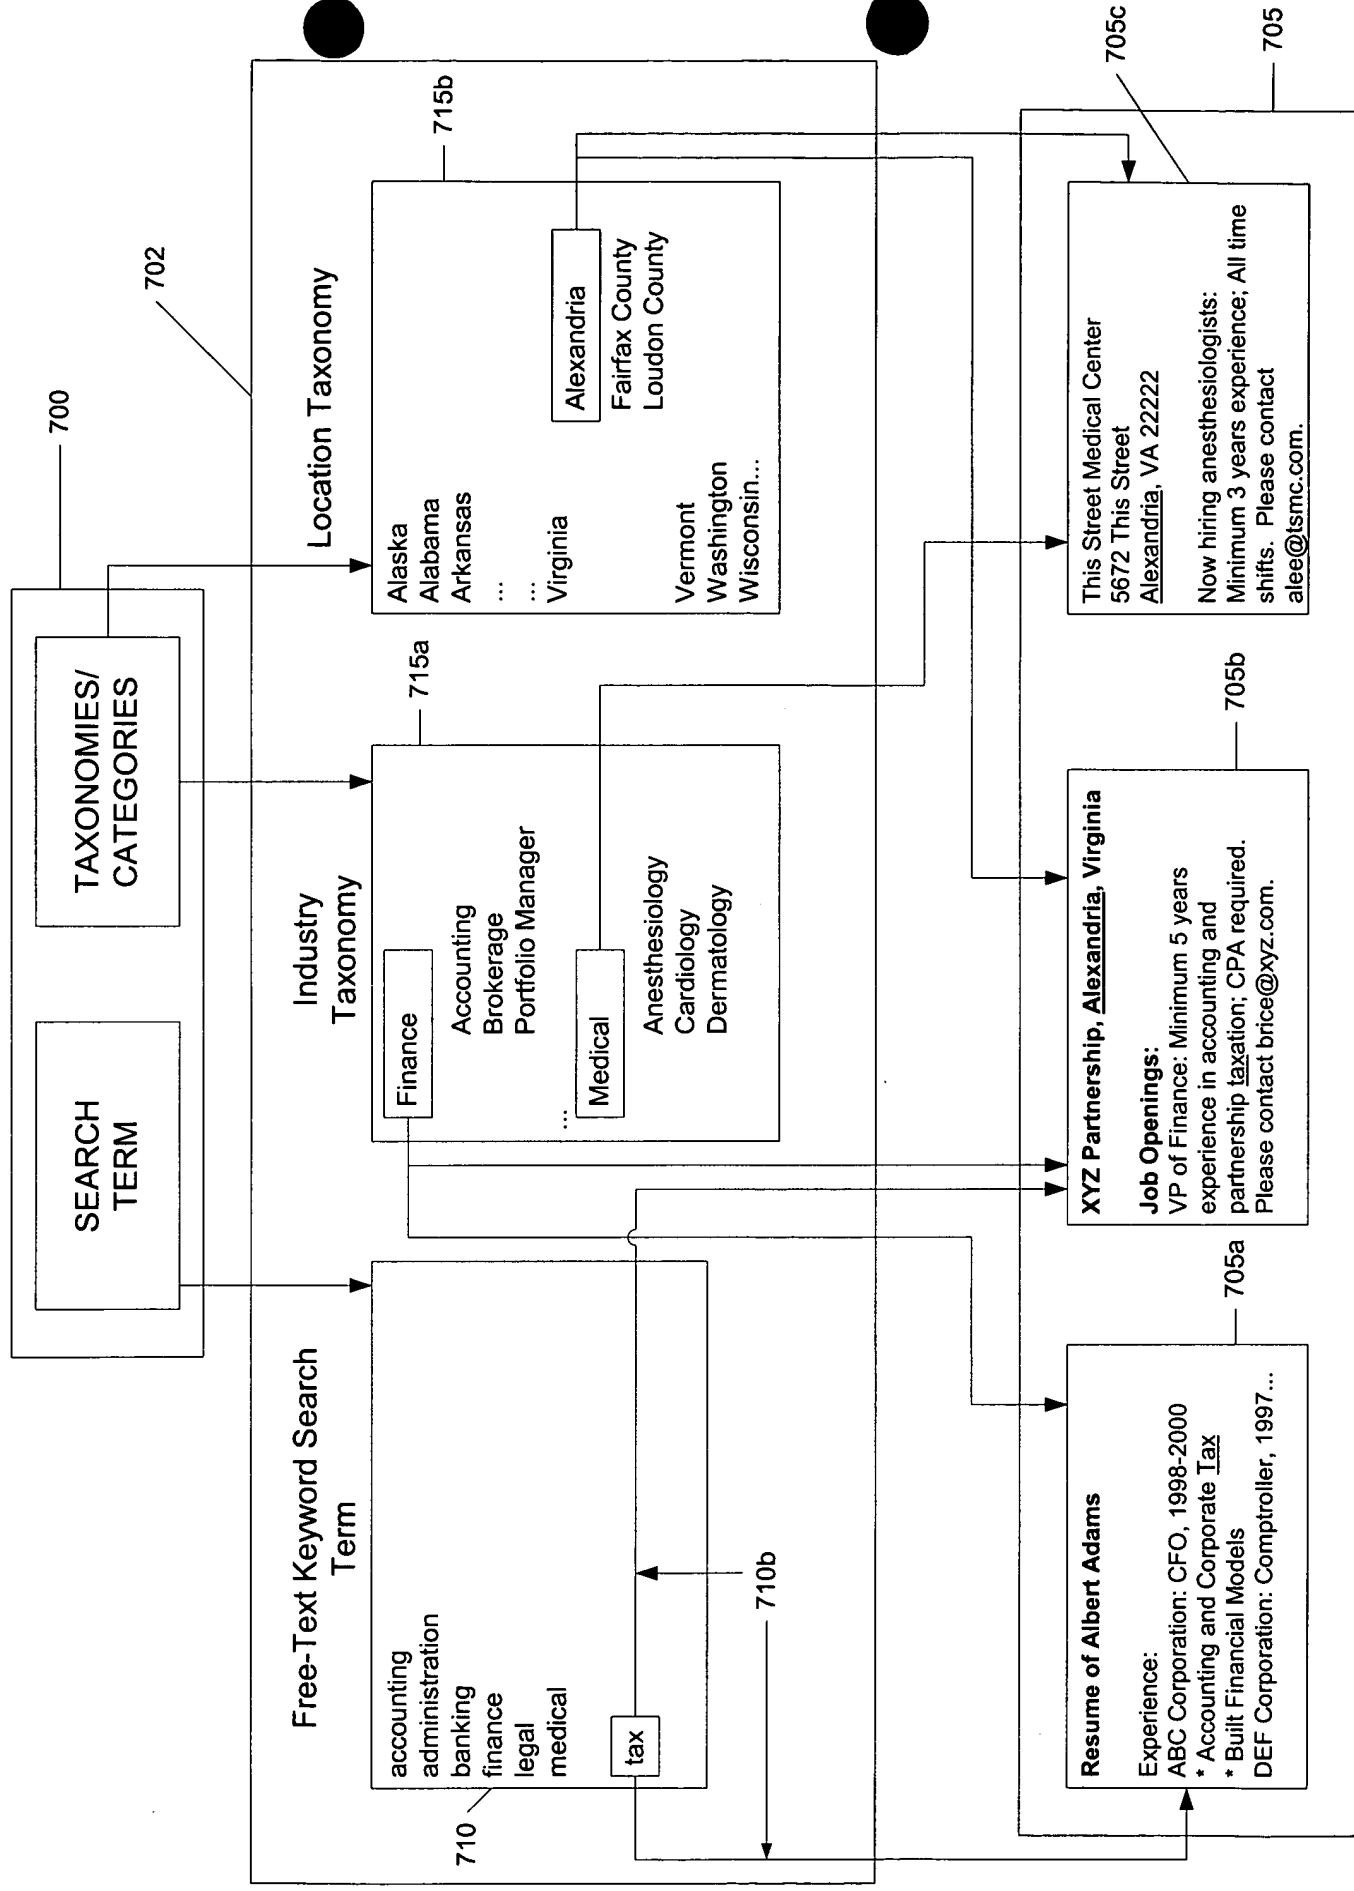 700
SEARCH
TERM
TAXONOMIES/
CATEGORIES
702
Free-Text Keyword Search
Term
accounting
administration
banking
finance
legal
medical
tax
710
710b
Industry
Taxonomy
715a
Finance
Accounting
Brokerage
Portfolio Manager
...
Medical
Anesthesiology
Cardiology
Dermatology
Location Taxonomy
715b
Alaska
Alabama
Arkansas
...
...
Virginia
Alexandria
Fairfax County
Loudon County
Vermont
Washington
Wisconsin...
705a
Resume of Albert Adams
Experience:
ABC Corporation: CFO, 1998-2000
* Accounting and Corporate Tax
* Built Financial Models
DEF Corporation: Comptroller, 1997...
705b
XYZ Partnership, Alexandria, Virginia
Job Openings:
VP of Finance: Minimum 5 years
experience in accounting and
partnership taxation; CPA required.
Please contact brice@xyz.com.
705c
This Street Medical Center
5672 This Street
Alexandria, VA 22222
Now hiring anesthesiologists:
Minimum 3 years experience; All time
shifts. Please contact
alee@tsmc.com.
705